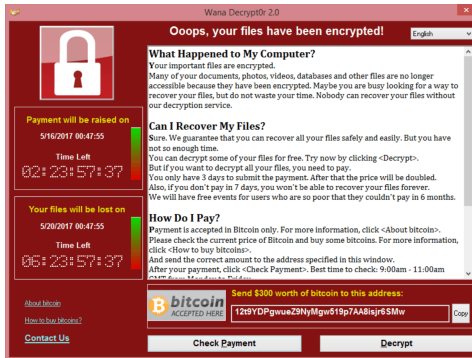 Wana Decrypt0r 2.0
Ooops, your files have been encrypted!
English
Payment will be raised on
5/16/2017 00:47:55
Time Left
02:23:57:37
Your files will be lost on
5/20/2017 00:47:55
Time Left
06:23:57:37
About bitcoin
How to buy bitcoins?
Contact Us
What Happened to My Computer?
Your important files are encrypted.
Many of your documents, photos, videos, databases and other files are no longer
accessible because they have been encrypted. Maybe you are busy looking for a way to
recover your files, but do not waste your time. Nobody can recover your files without
our decryption service.
Can I Recover My Files?
Sure. We guarantee that you can recover all your files safely and easily. But you have
not so enough time.
You can decrypt some of your files for free. Try now by clicking <Decrypt>.
But if you want to decrypt all your files, you need to pay.
You only have 3 days to submit the payment. After that the price will be doubled.
Also, if you don't pay in 7 days, you won't be able to recover your files forever.
We will have free events for users who are so poor that they couldn't pay in 6 months.
How Do I Pay?
Payment is accepted in Bitcoin only. For more information, click <About bitcoin>.
Please check the current price of Bitcoin and buy some bitcoins. For more information,
click <How to buy bitcoins>.
And send the correct amount to the address specified in this window.
After your payment, click <Check Payment>. Best time to check: 9:00am - 11:00am
GMT from Monday to Friday.
bitcoin
ACCEPTED HERE
Send $300 worth of bitcoin to this address:
12t9YDPgwueZ9NyMgw519p7AA8isjr6SMw
Copy
Check Payment
Decrypt